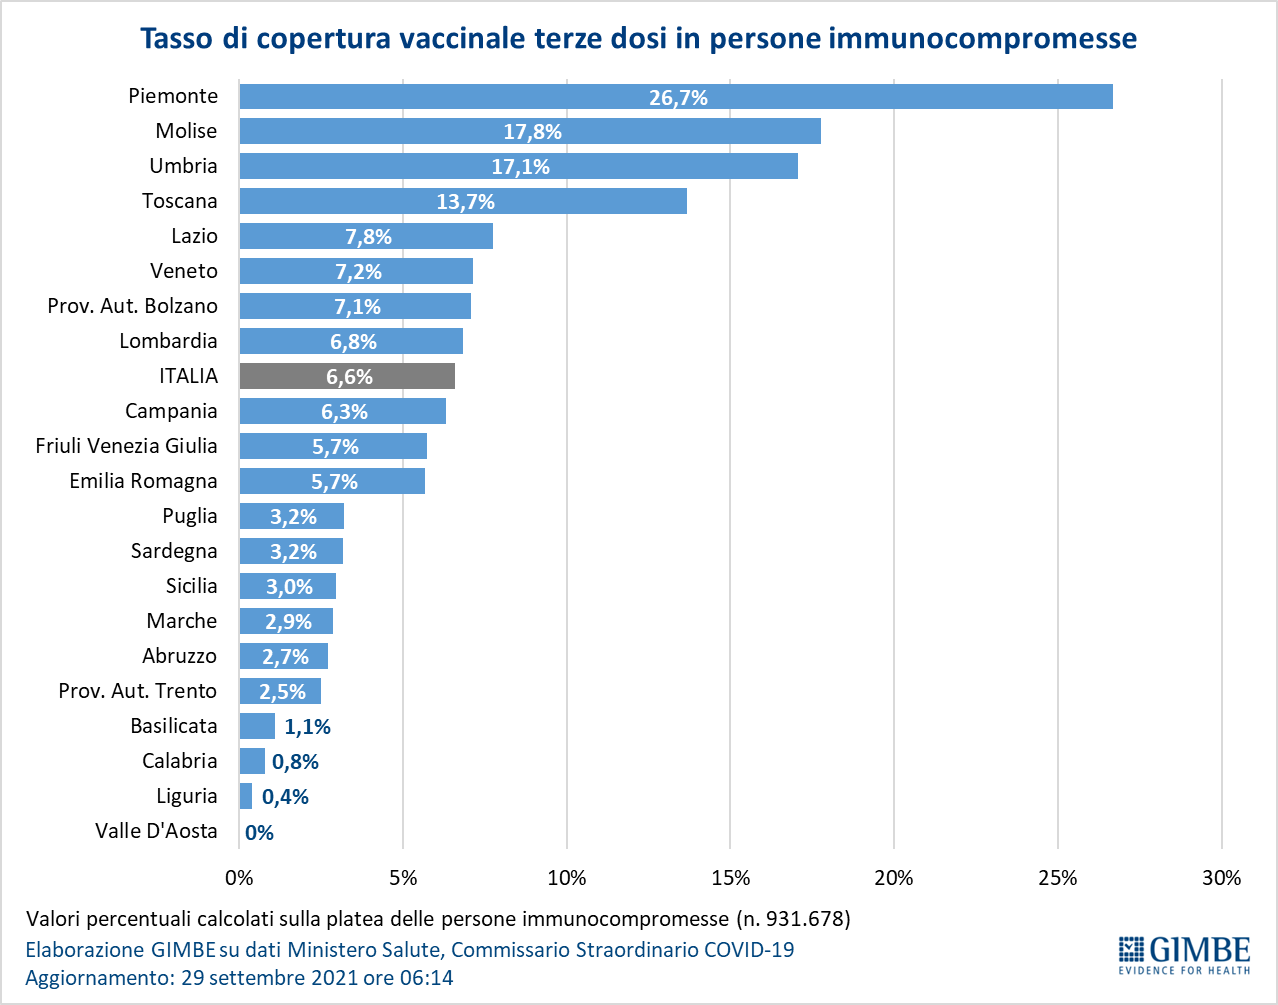 Tasso di copertura vaccinale terze dosi in persone immunocompromesse
Piemonte 26,7%
Molise 17,8%
Umbria 17,1%
Toscana 13,7%
Lazio 7,8%
Veneto 7,2%
Prov. Aut. Bolzano 7,1%
Lombardia 6,8%
ITALIA 6,6%
Campania 6,3%
Friuli Venezia Giulia 5,7%
Emilia Romagna 5,7%
Puglia 3,2%
Sardegna 3,2%
Sicilia 3,0%
Marche 2,9%
Abruzzo 2,7%
Prov. Aut. Trento 2,5%
Basilicata 1,1%
Calabria 0,8%
Liguria 0,4%
Valle D'Aosta 0%
0% 5% 10% 15% 20% 25% 30%
Valori percentuali calcolati sulla platea delle persone immunocompromesse (n. 931.678)
Elaborazione GIMBE su dati Ministero Salute, Commissario Straordinario COVID-19
Aggiornamento: 29 settembre 2021 ore 06:14
GIMBE
EVIDENCE FOR HEALTH